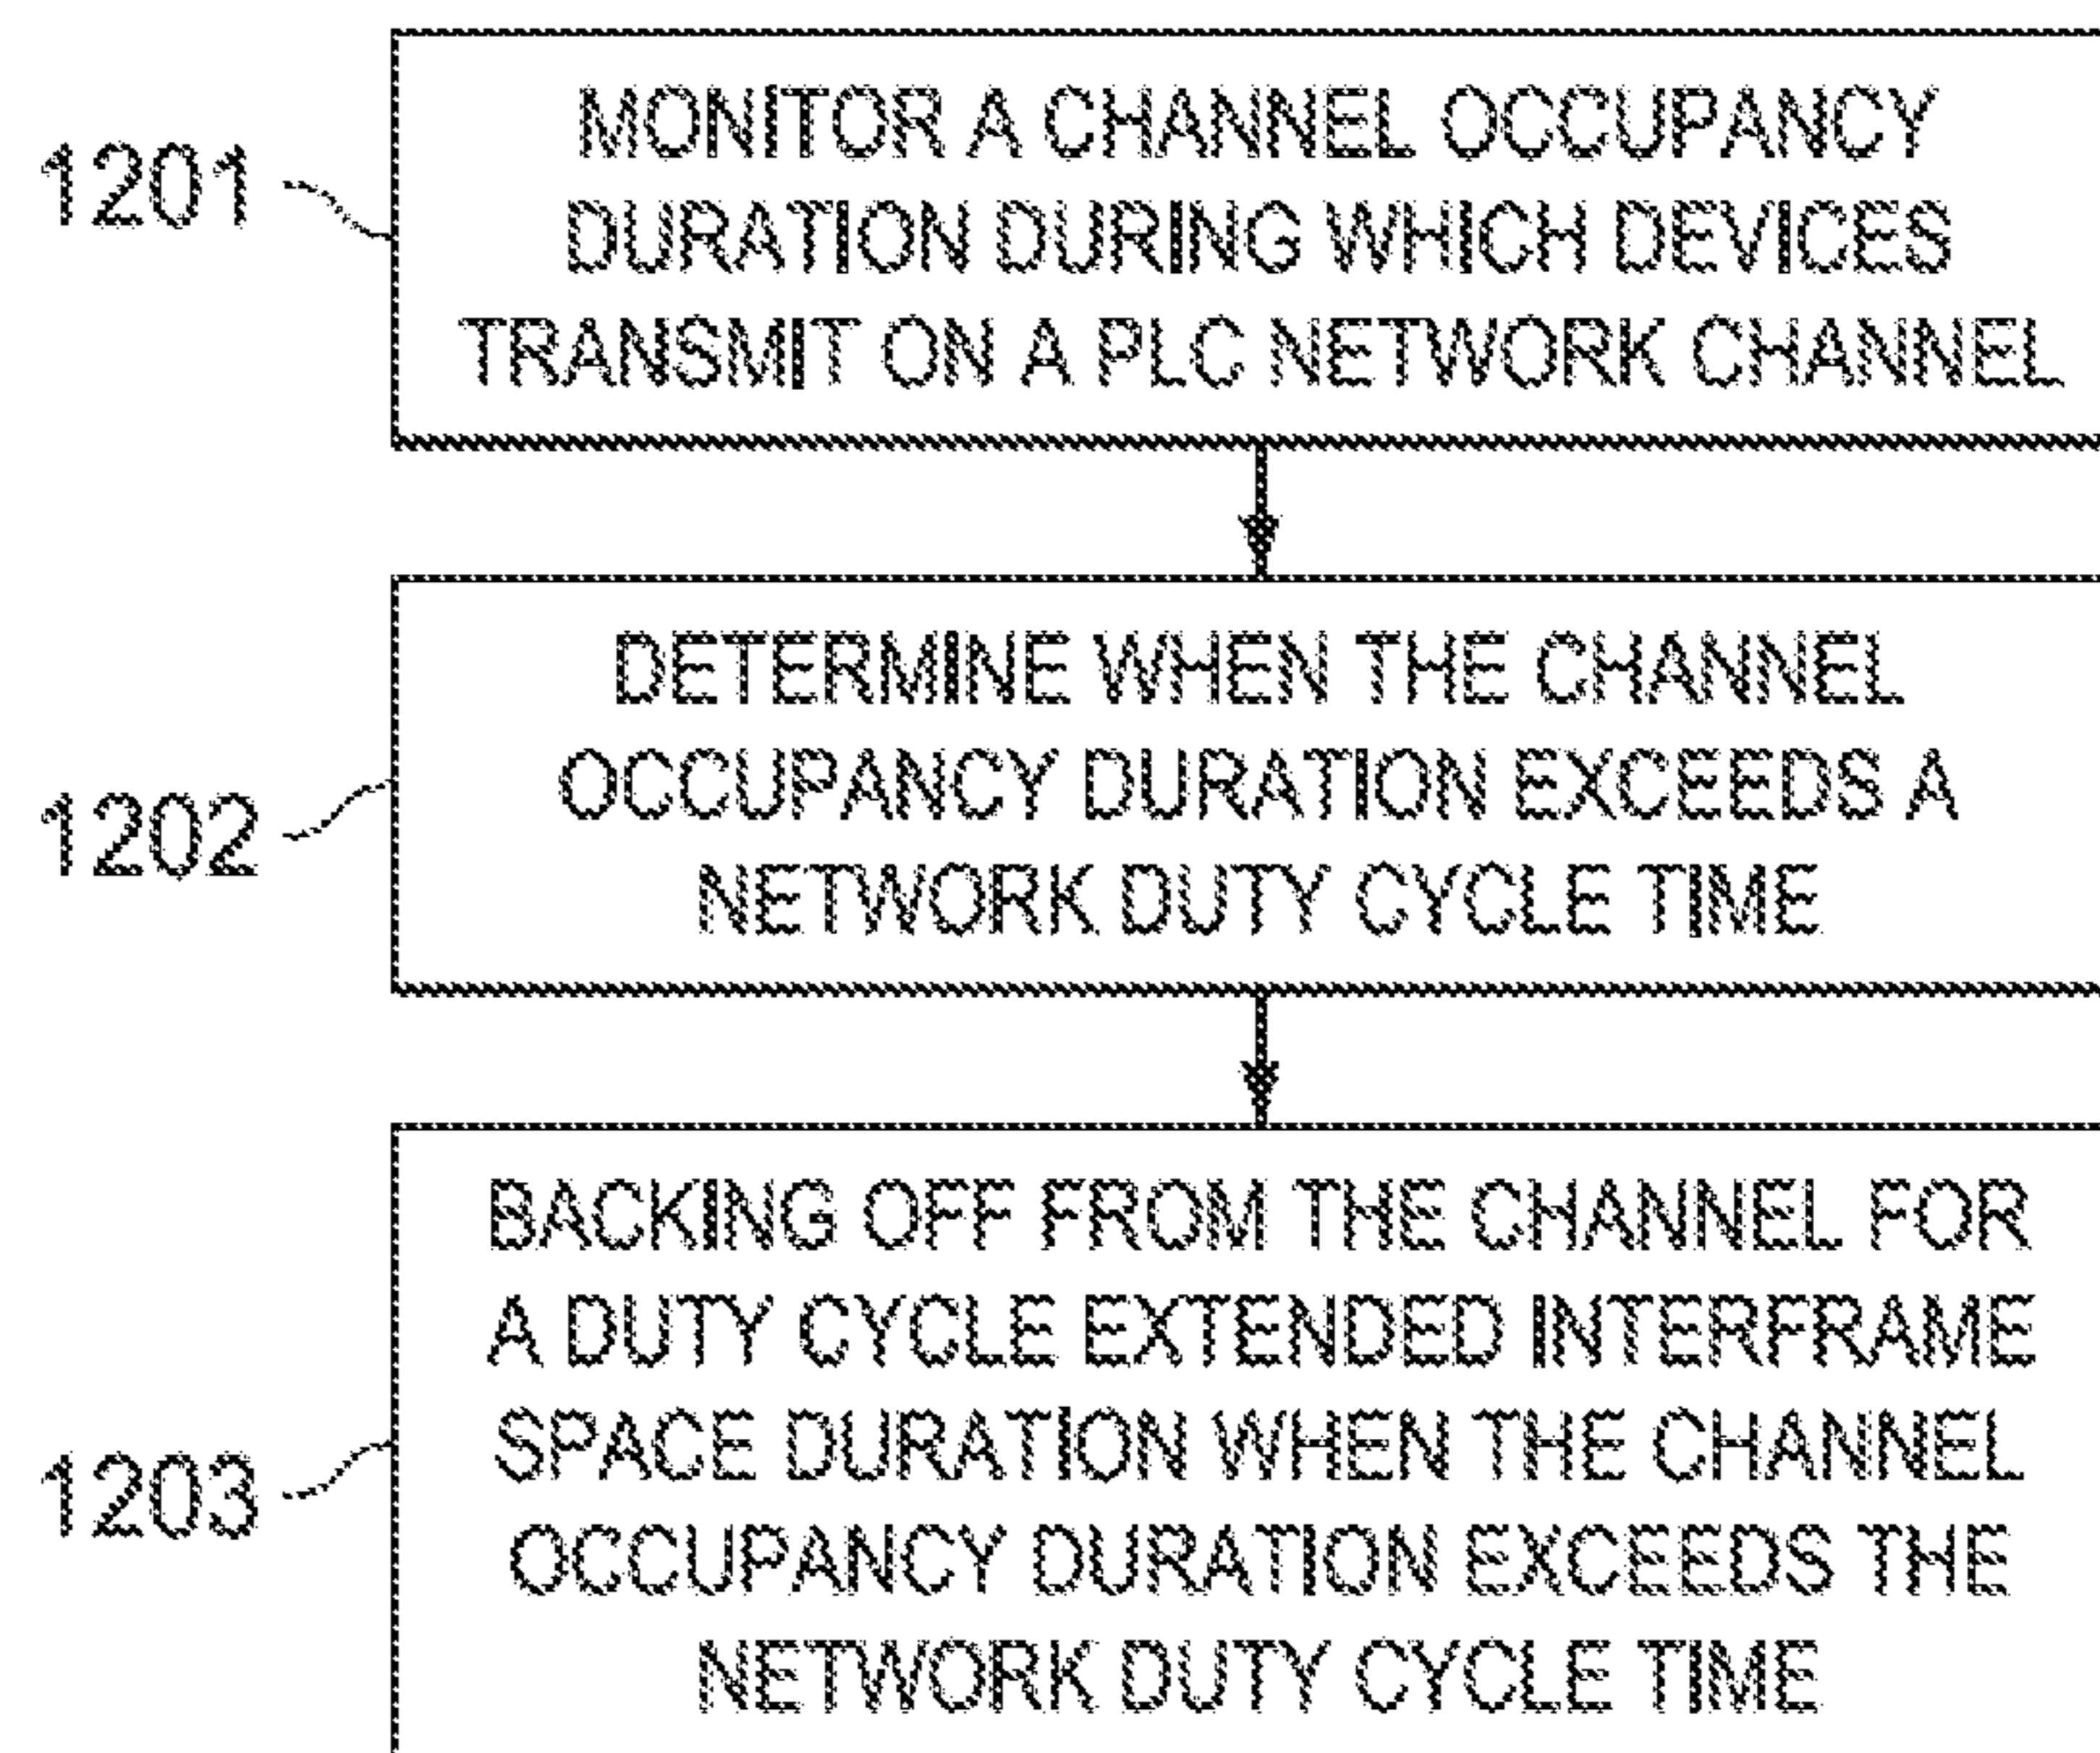 1201
MONITOR A CHANNEL OCCUPANCY
DURATION DURING WHICH DEVICES
TRANSMIT ON A PLC NETWORK CHANNEL
1202
DETERMINE WHEN THE CHANNEL
OCCUPANCY DURATION EXCEEDS A
NETWORK DUTY CYCLE TIME
1203
BACKING OFF FROM THE CHANNEL FOR
A DUTY CYCLE EXTENDED INTERFRAME
SPACE DURATION WHEN THE CHANNEL
OCCUPANCY DURATION EXCEEDS THE
NETWORK DUTY CYCLE TIME